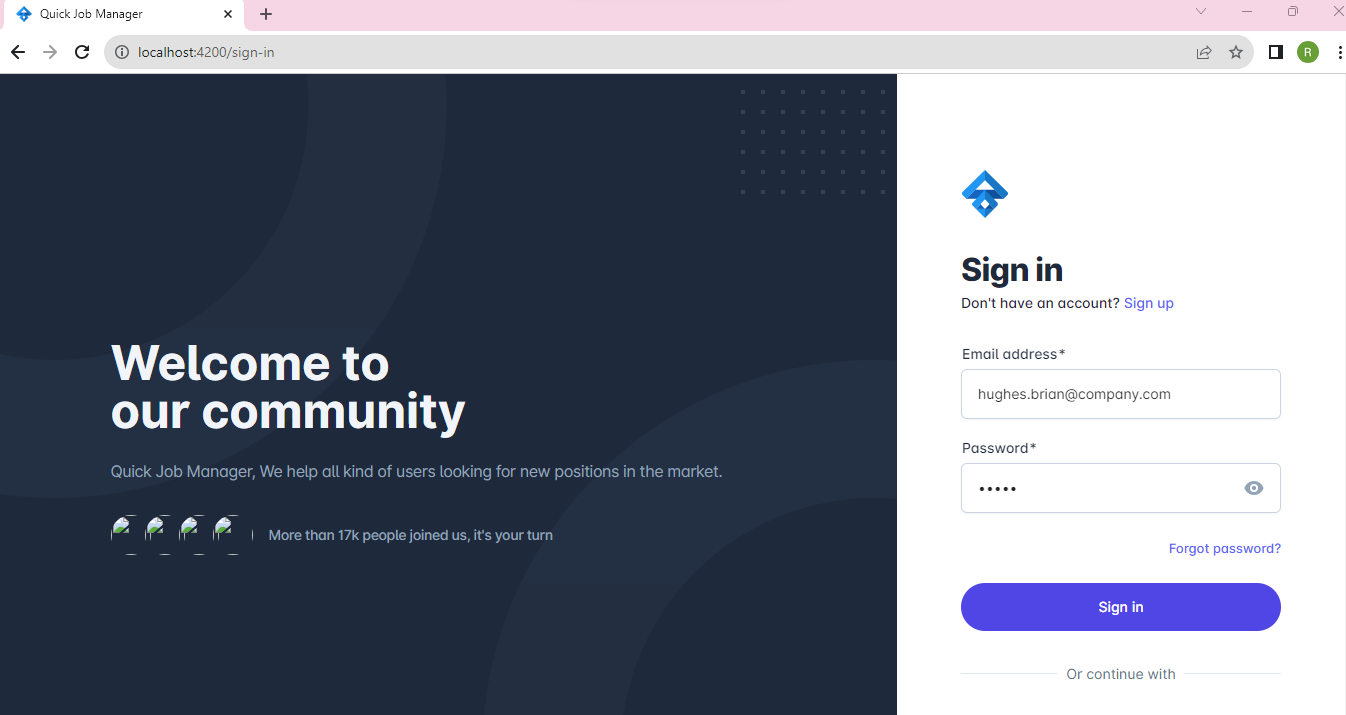 Quick Job Manager
localhost:4200/sign-in
R
Welcome to
our community
Quick Job Manager, We help all kind of users looking for new positions in the market.
More than 17k people joined us, it's your turn
Sign in
Don't have an account? Sign up
Email address*
hughes.brian@company.com
Password*
•••••
Forgot password?
Sign in
Or continue with